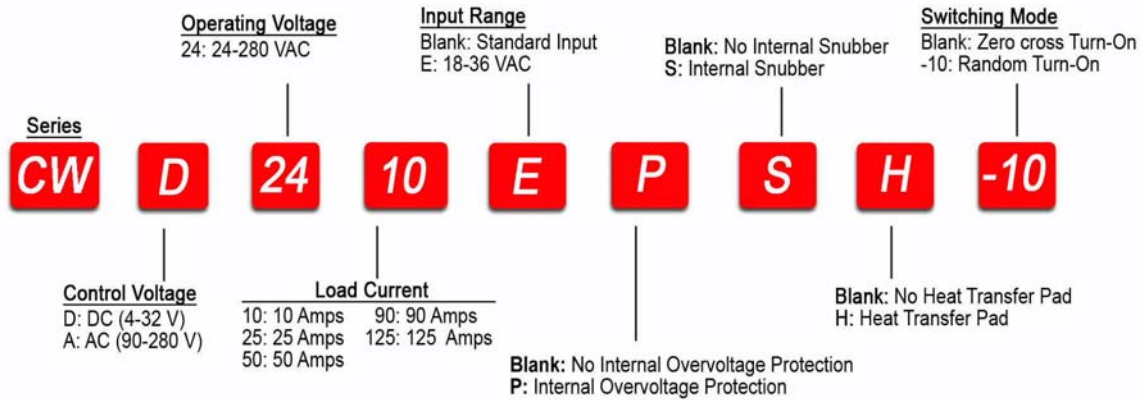 Operating Voltage
24: 24-280 VAC
Input Range
Blank: Standard Input
E: 18-36 VAC
Blank: No Internal Snubber
S: Internal Snubber
Switching Mode
Blank: Zero cross Turn-On
-10: Random Turn-On
Series
CW D 24 10 E P S H -10
Control Voltage
D: DC (4-32 V)
A: AC (90-280 V)
Load Current
10: 10 Amps 90: 90 Amps
25: 25 Amps 125: 125 Amps
50: 50 Amps
Blank: No Internal Overvoltage Protection
P: Internal Overvoltage Protection
Blank: No Heat Transfer Pad
H: Heat Transfer Pad